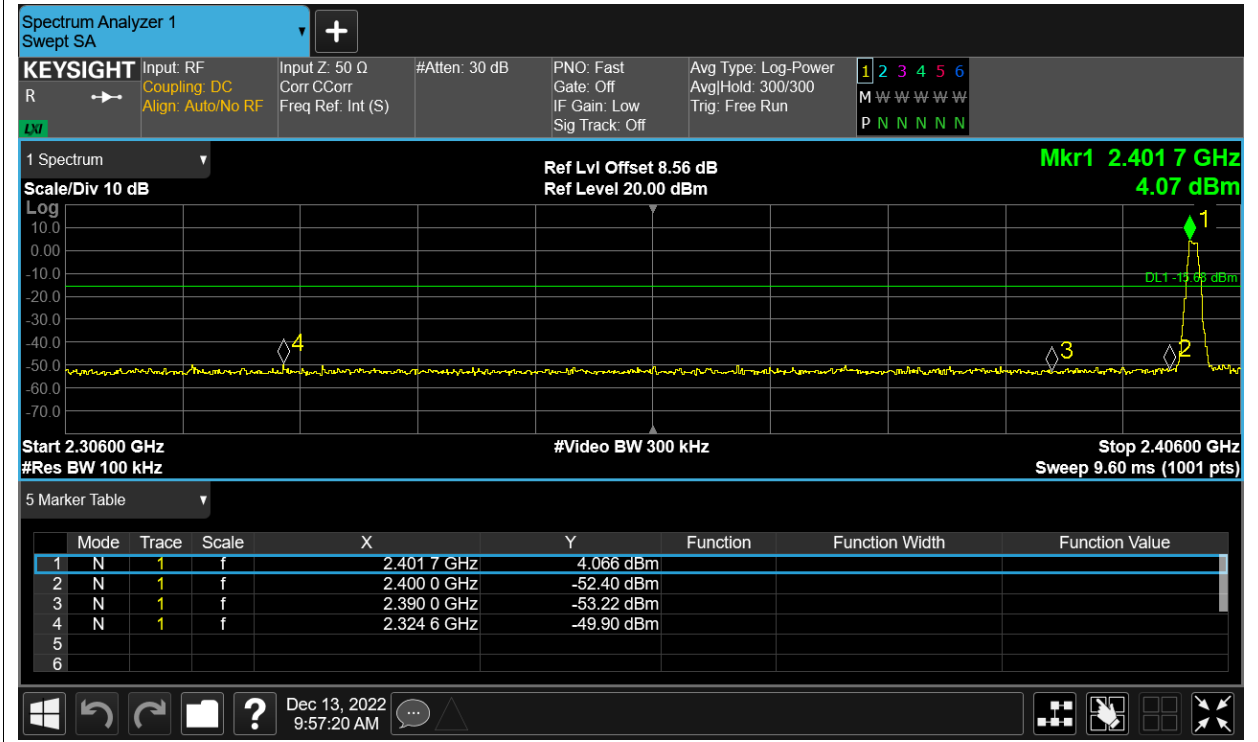 Spectrum Analyzer 1
Swept SA
KEYSIGHT
R
LXI
Input: RF
Coupling: DC
Align: Auto/No RF
Input Z: 50 Ω
Corr CCorr
Freq Ref: Int (S)
#Atten: 30 dB
PNO: Fast
Gate: Off
IF Gain: Low
Sig Track: Off
Avg Type: Log-Power
Avg|Hold: 300/300
Trig: Free Run
1 2 3 4 5 6
M W W W W W
P N N N N N
1 Spectrum
Scale/Div 10 dB
Ref Lvl Offset 8.56 dB
Ref Level 20.00 dBm
Mkr1 2.401 7 GHz
4.07 dBm
Log
10.0
0.00
-10.0
-20.0
-30.0
-40.0
-50.0
-60.0
-70.0
1
DL1 -15.63 dBm
4
3
2
Start 2.30600 GHz
#Res BW 100 kHz
#Video BW 300 kHz
Stop 2.40600 GHz
Sweep 9.60 ms (1001 pts)
5 Marker Table
Mode Trace Scale X Y Function Function Width Function Value
1 N 1 f 2.401 7 GHz 4.066 dBm
2 N 1 f 2.400 0 GHz -52.40 dBm
3 N 1 f 2.390 0 GHz -53.22 dBm
4 N 1 f 2.324 6 GHz -49.90 dBm
5
6
?
Dec 13, 2022
9:57:20 AM